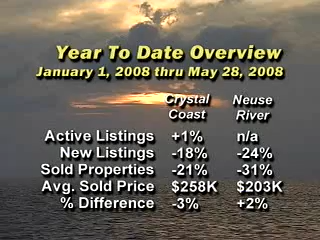 Year To Date Overview
January 1, 2008 thru May 28, 2008
Crystal Coast Neuse River
Active Listings +1% n/a
New Listings -18% -24%
Sold Properties -21% -31%
Avg. Sold Price $258K $203K
% Difference -3% +2%